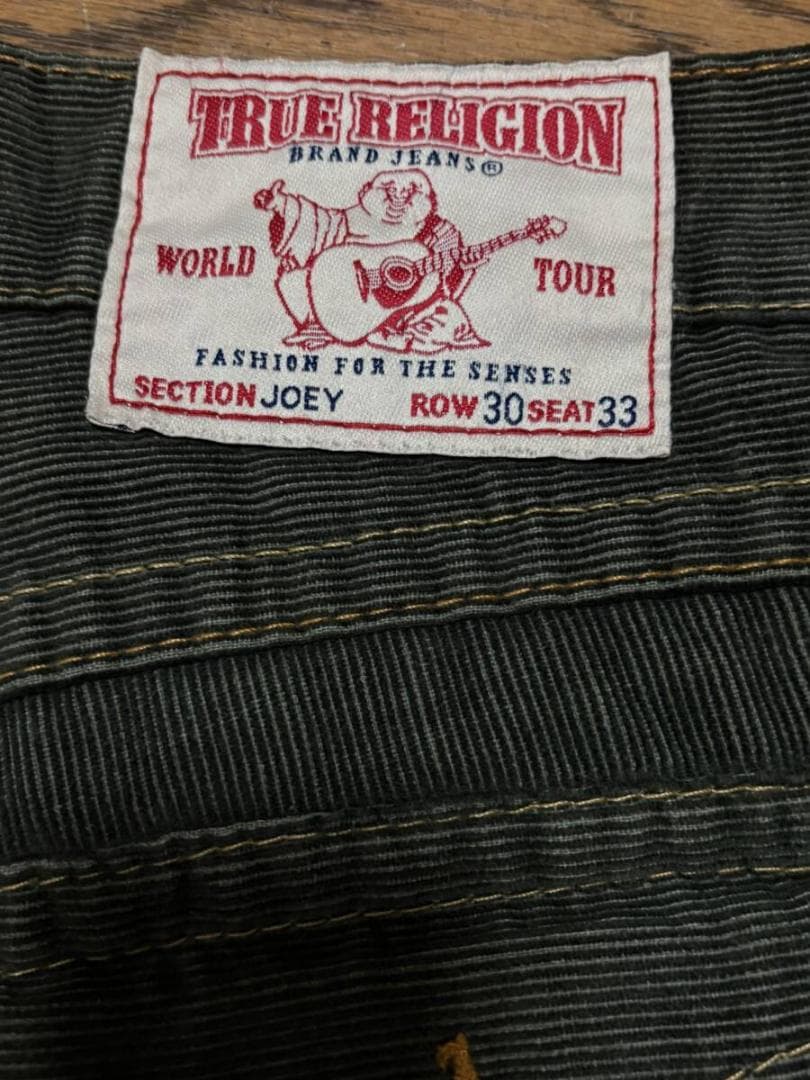 TRUE RELIGION
BRAND JEANS®
WORLD TOUR
FASHION FOR THE SENSES
SECTION JOEY ROW 30 SEAT 33